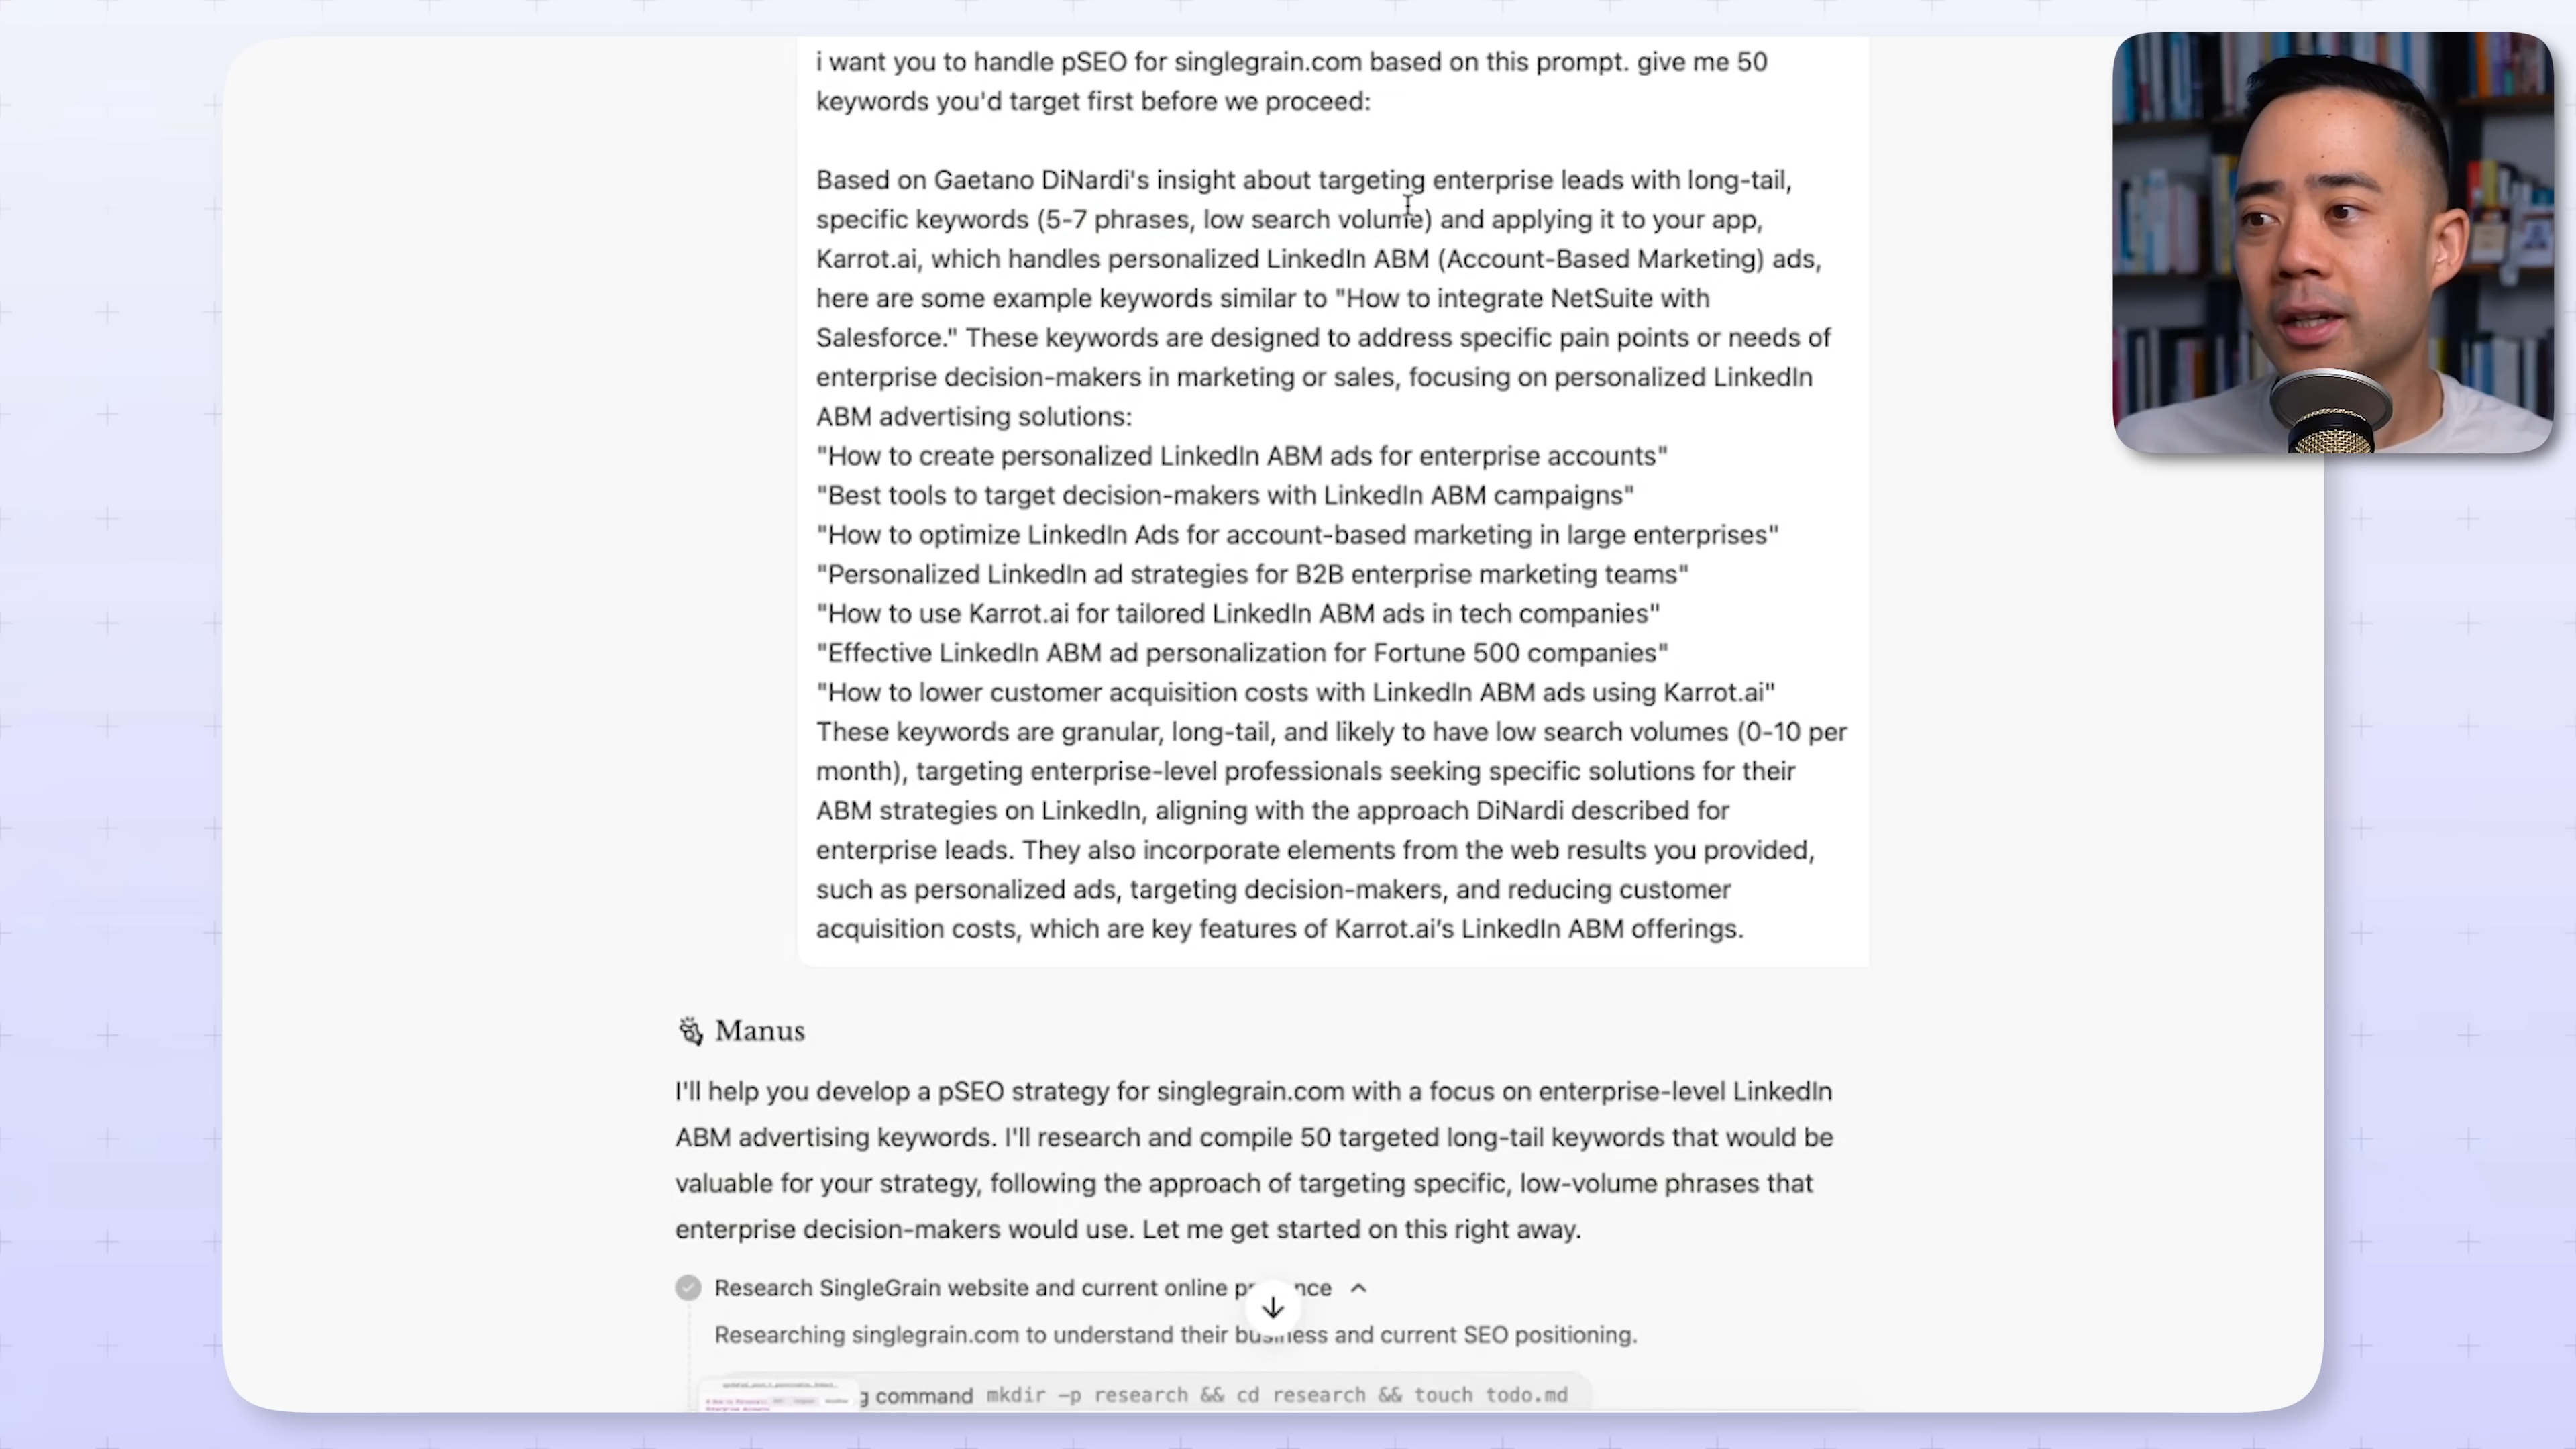 i want you to handle pSEO for singlegrain.com based on this prompt. give me 50
keywords you'd target first before we proceed:
Based on Gaetano DiNardi's insight about targeting enterprise leads with long-tail,
specific keywords (5-7 phrases, low search volume) and applying it to your app,
Karrot.ai, which handles personalized LinkedIn ABM (Account-Based Marketing) ads,
here are some example keywords similar to "How to integrate NetSuite with
Salesforce." These keywords are designed to address specific pain points or needs of
enterprise decision-makers in marketing or sales, focusing on personalized LinkedIn
ABM advertising solutions:
"How to create personalized LinkedIn ABM ads for enterprise accounts"
"Best tools to target decision-makers with LinkedIn ABM campaigns"
"How to optimize LinkedIn Ads for account-based marketing in large enterprises"
"Personalized LinkedIn ad strategies for B2B enterprise marketing teams"
"How to use Karrot.ai for tailored LinkedIn ABM ads in tech companies"
"Effective LinkedIn ABM ad personalization for Fortune 500 companies"
"How to lower customer acquisition costs with LinkedIn ABM ads using Karrot.ai"
These keywords are granular, long-tail, and likely to have low search volumes (0-10 per
month), targeting enterprise-level professionals seeking specific solutions for their
ABM strategies on LinkedIn, aligning with the approach DiNardi described for
enterprise leads. They also incorporate elements from the web results you provided,
such as personalized ads, targeting decision-makers, and reducing customer
acquisition costs, which are key features of Karrot.ai's LinkedIn ABM offerings.
Manus
I'll help you develop a pSEO strategy for singlegrain.com with a focus on enterprise-level LinkedIn
ABM advertising keywords. I'll research and compile 50 targeted long-tail keywords that would be
valuable for your strategy, following the approach of targeting specific, low-volume phrases that
enterprise decision-makers would use. Let me get started on this right away.
Research SingleGrain website and current online
Researching singlegrain.com to understand their business and current SEO positioning.
command mkdir -p research && cd research && touch todo.md